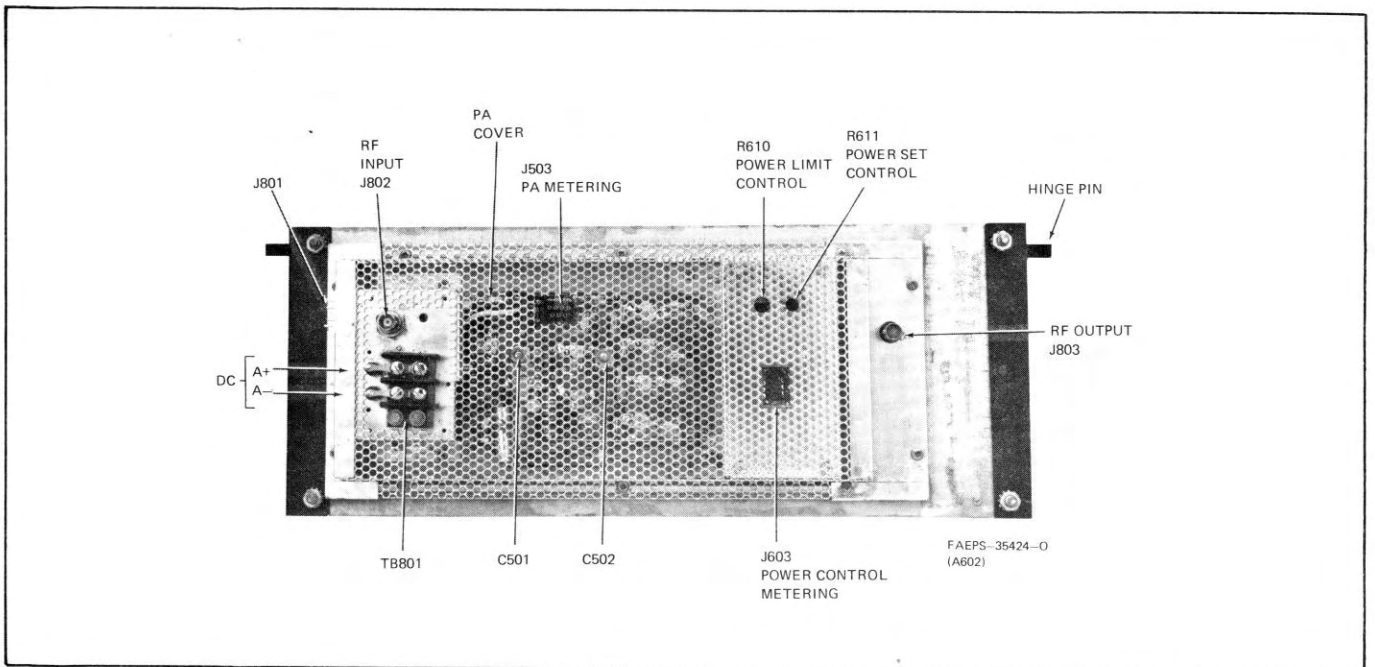 PA
COVER
RF
INPUT
J802
J503
PA METERING
R610
POWER LIMIT
CONTROL
R611
POWER SET
CONTROL
J801
HINGE PIN
RF OUTPUT
J803
DC
A+
A–
TB801
C501
C502
J603
POWER CONTROL
METERING
FAEPS–35424–O
(A602)